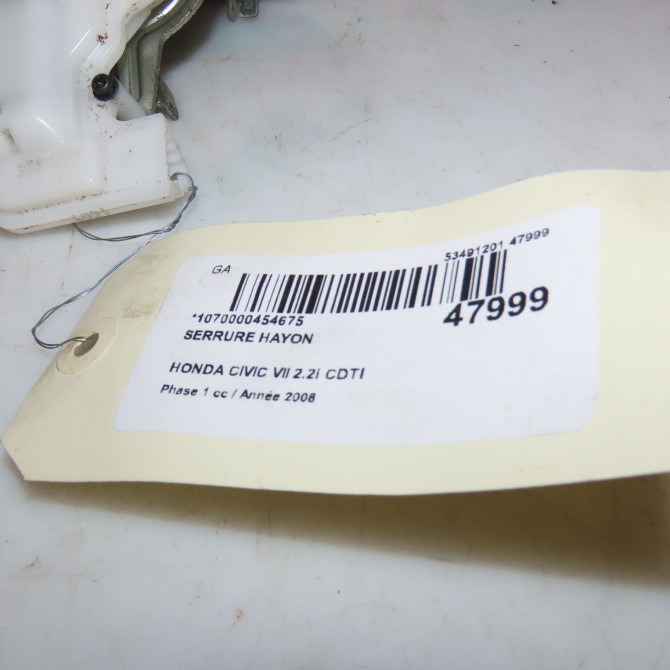 GA
53491201 47999
*1070000454675
47999
SERRURE HAYON
HONDA CIVIC VII 2.2i CDTI
Phase 1 cc / Année 2008